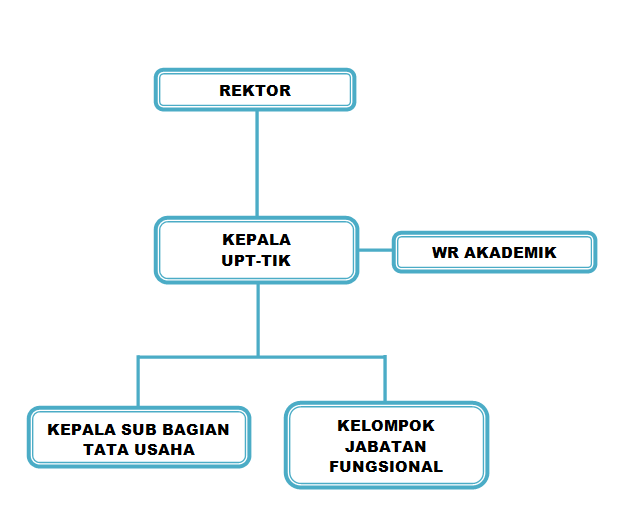 REKTOR
KEPALA
UPT-TIK
WR AKADEMIK
KEPALA SUB BAGIAN
TATA USAHA
KELOMPOK
JABATAN
FUNGSIONAL